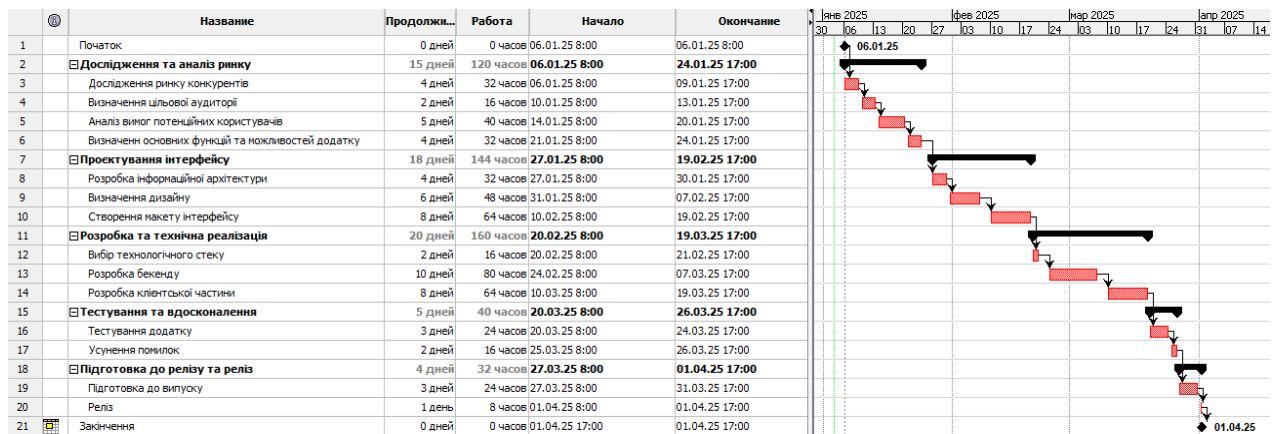 Название Продолжи... Работа Начало Окончание
янв 2025 фев 2025 мар 2025 апр 2025
30 06 13 20 27 03 10 17 24 03 10 17 24 31 07 14
1 Початок 0 дней 0 часов 06.01.25 8:00 06.01.25 8:00 06.01.25
2 Дослідження та аналіз ринку 15 дней 120 часов 06.01.25 8:00 24.01.25 17:00
3 Дослідження ринку конкурентів 4 дней 32 часов 06.01.25 8:00 09.01.25 17:00
4 Визначення цільової аудиторії 2 дней 16 часов 10.01.25 8:00 13.01.25 17:00
5 Аналіз вимог потенційних користувачів 5 дней 40 часов 14.01.25 8:00 20.01.25 17:00
6 Визначенн основних функцій та можливостей додатку 4 дней 32 часов 21.01.25 8:00 24.01.25 17:00
7 Проєктування інтерфейсу 18 дней 144 часов 27.01.25 8:00 19.02.25 17:00
8 Розробка інформаційної архітектури 4 дней 32 часов 27.01.25 8:00 30.01.25 17:00
9 Визначення дизайну 6 дней 48 часов 31.01.25 8:00 07.02.25 17:00
10 Створення макету інтерфейсу 8 дней 64 часов 10.02.25 8:00 19.02.25 17:00
11 Розробка та технічна реалізація 20 дней 160 часов 20.02.25 8:00 19.03.25 17:00
12 Вибір технологічного стеку 2 дней 16 часов 20.02.25 8:00 21.02.25 17:00
13 Розробка бекенду 10 дней 80 часов 24.02.25 8:00 07.03.25 17:00
14 Розробка клієнтської частини 8 дней 64 часов 10.03.25 8:00 19.03.25 17:00
15 Тестування та вдосконалення 5 дней 40 часов 20.03.25 8:00 26.03.25 17:00
16 Тестування додатку 3 дней 24 часов 20.03.25 8:00 24.03.25 17:00
17 Усунення помилок 2 дней 16 часов 25.03.25 8:00 26.03.25 17:00
18 Підготовка до релізу та реліз 4 дней 32 часов 27.03.25 8:00 01.04.25 17:00
19 Підготовка до випуску 3 дней 24 часов 27.03.25 8:00 31.03.25 17:00
20 Реліз 1 день 8 часов 01.04.25 8:00 01.04.25 17:00
21 Закінчення 0 дней 0 часов 01.04.25 17:00 01.04.25 17:00 01.04.25